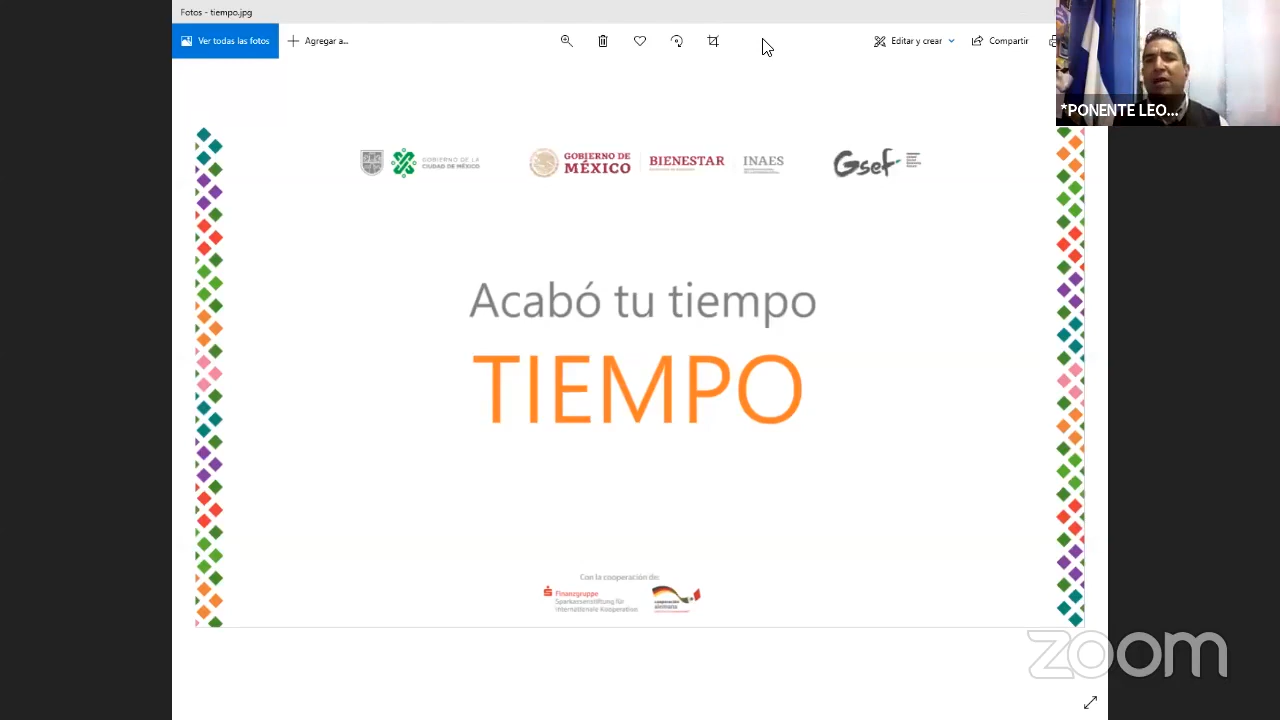 Fotos - tiempo.jpg
Ver todas las fotos
Agregar a...
Editar y crear
Compartir
*PONENTE LEO...
GOBIERNO DE LA
CIUDAD DE MÉXICO
GOBIERNO DE
MÉXICO
BIENESTAR
INAES
Gsef
Acabó tu tiempo
TIEMPO
Con la cooperación de:
Finanzgruppe
Sparkassenstiftung für
internationale Kooperation
cooperación
alemana
zoom